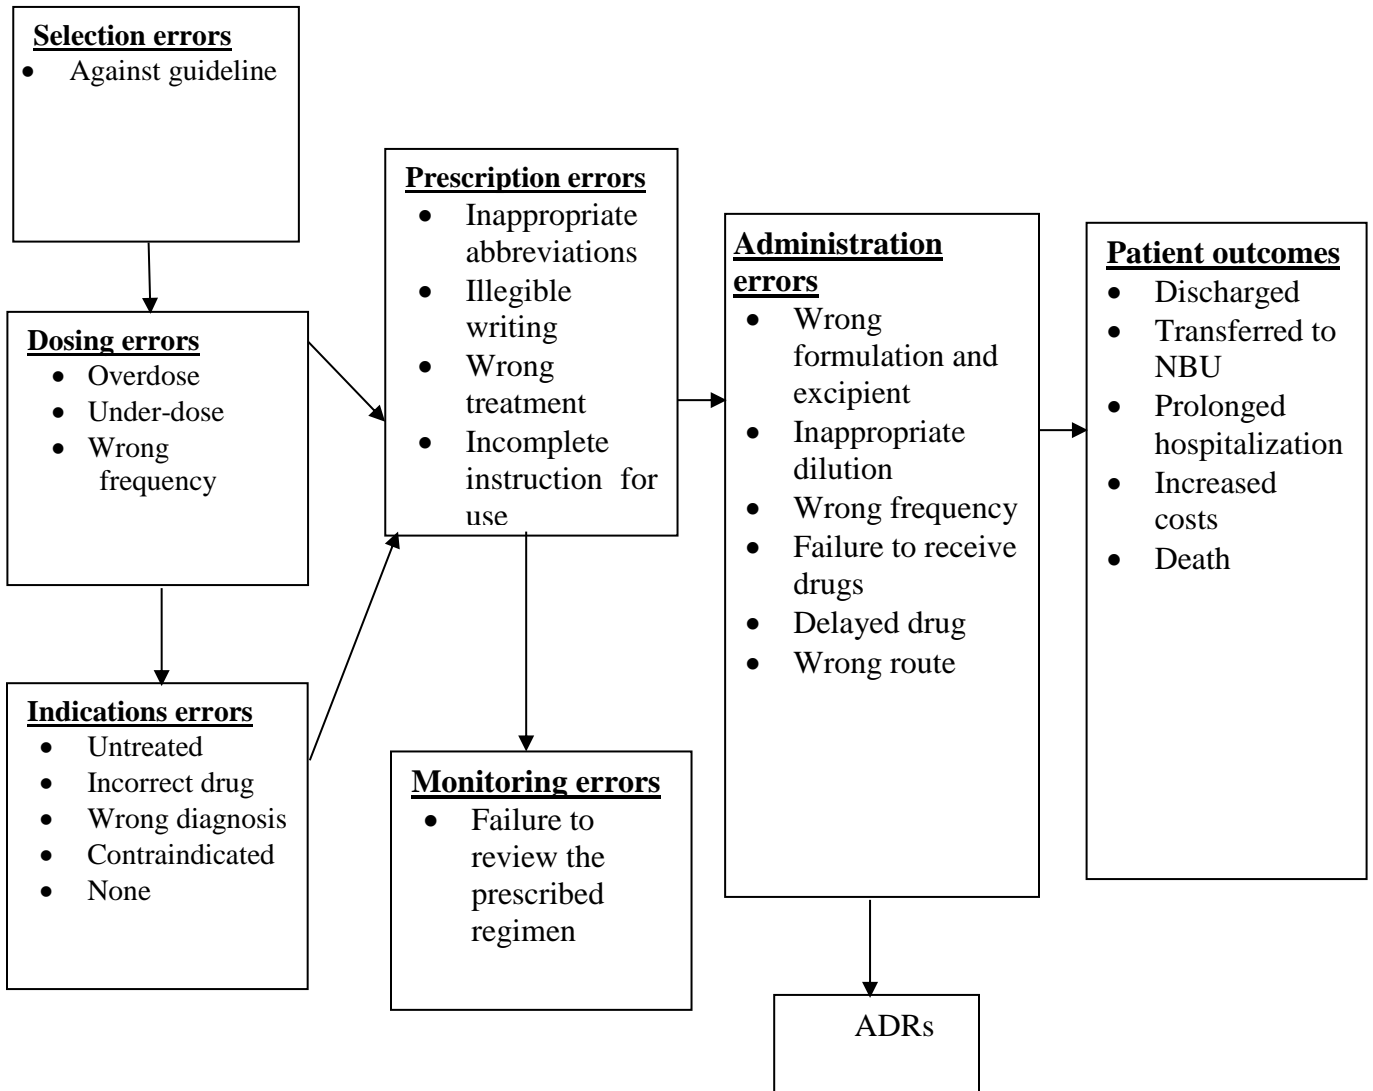 Selection errors
• Against guideline
Dosing errors
• Overdose
• Under-dose
• Wrong
frequency
Indications errors
• Untreated
• Incorrect drug
• Wrong diagnosis
• Contraindicated
• None
Prescription errors
• Inappropriate
abbreviations
• Illegible
writing
• Wrong
treatment
• Incomplete
instruction for
use
Monitoring errors
• Failure to
review the
prescribed
regimen
Administration
errors
• Wrong
formulation and
excipient
• Inappropriate
dilution
• Wrong frequency
• Failure to receive
drugs
• Delayed drug
• Wrong route
ADRs
Patient outcomes
• Discharged
• Transferred to
NBU
• Prolonged
hospitalization
• Increased
costs
• Death